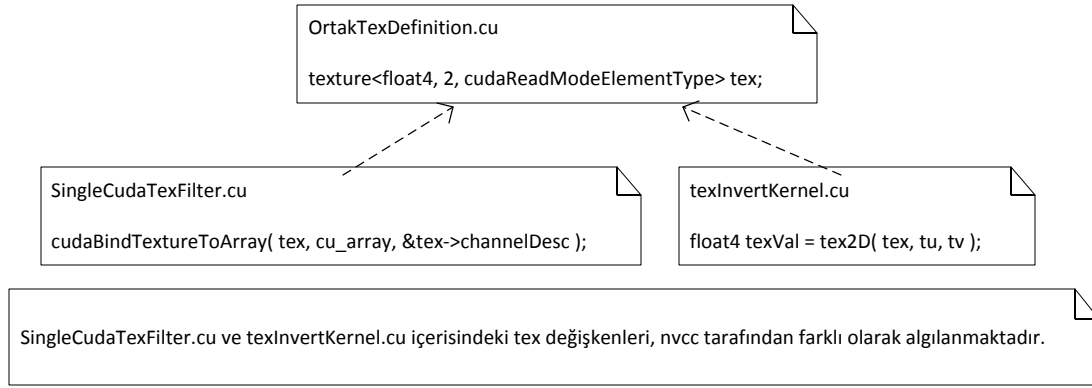 OrtakTexDefinition.cu
texture<float4, 2, cudaReadModeElementType> tex;
SingleCudaTexFilter.cu
cudaBindTextureToArray( tex, cu_array, &tex->channelDesc );
texInvertKernel.cu
float4 texVal = tex2D( tex, tu, tv );
SingleCudaTexFilter.cu ve texInvertKernel.cu içerisindeki tex değişkenleri, nvcc tarafından farklı olarak algılanmaktadır.